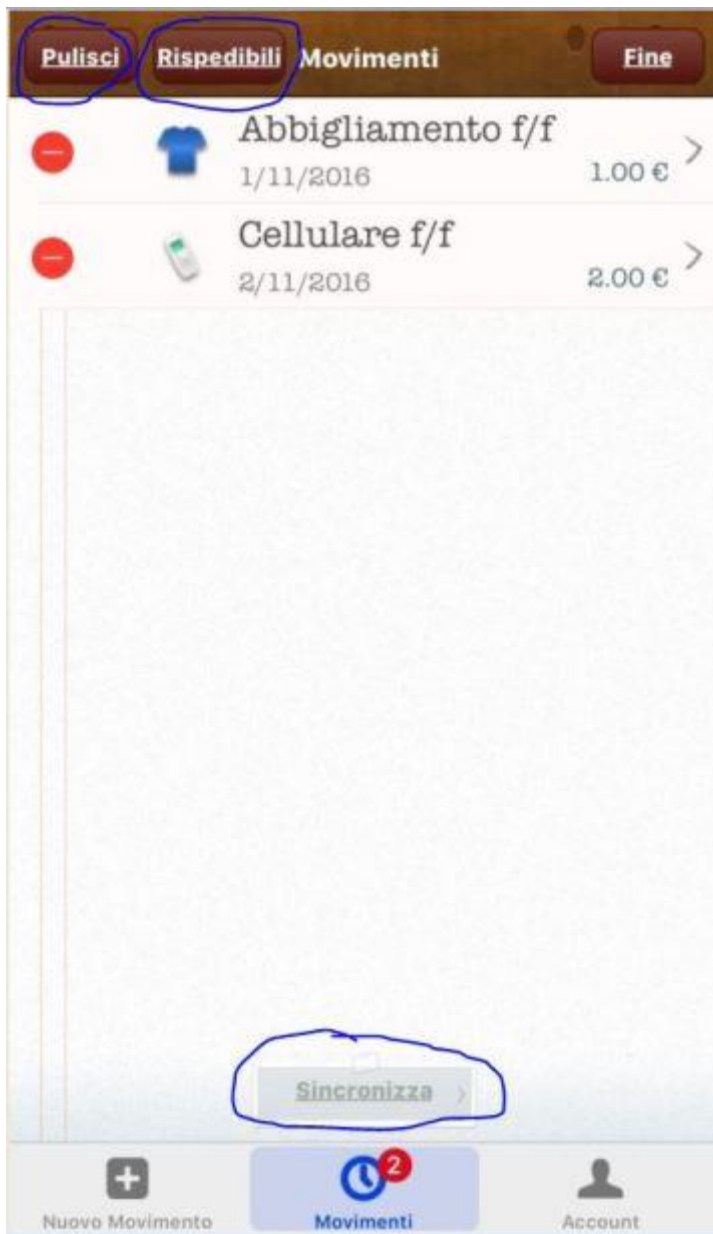 Pulisci Rispedibili Movimenti Fine
Abbigliamento f/f
1/11/2016 1.00 €
Cellulare f/f
2/11/2016 2.00 €
Sincronizza
2
Nuovo Movimento Movimenti Account